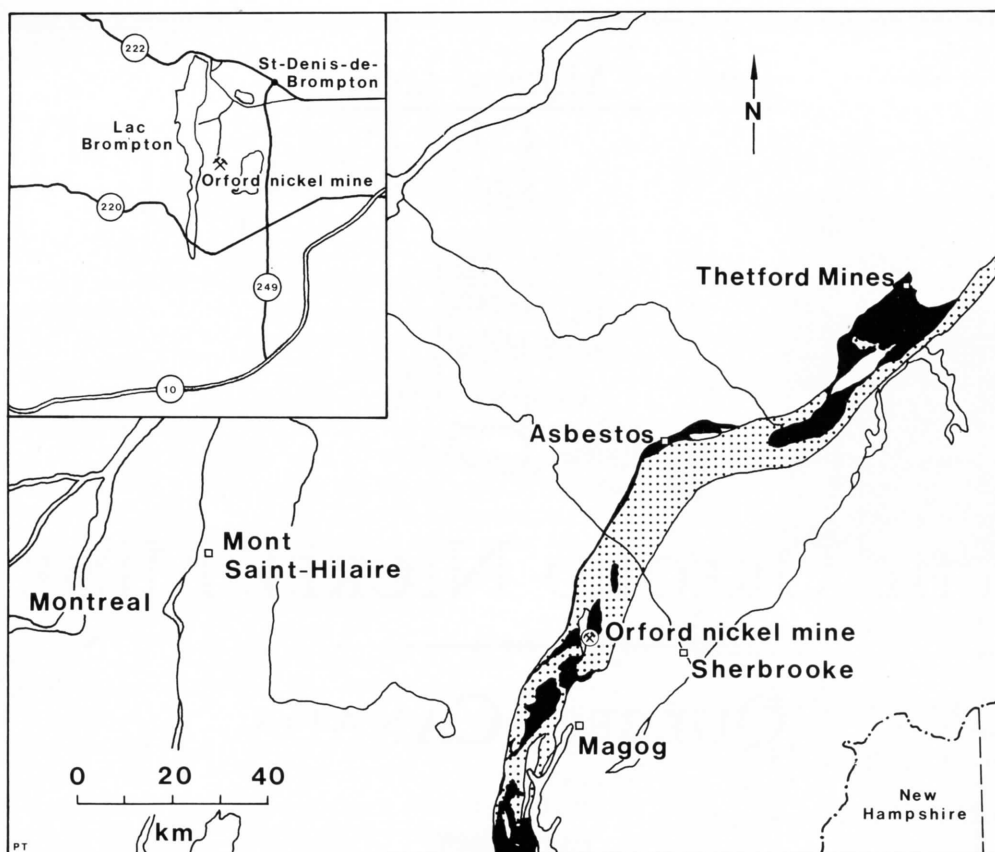 222
St-Denis-de-
Brompton
Lac
Brompton
Orford nickel mine
220
249
10
N
Thetford Mines
Asbestos
Mont
Saint-Hilaire
Montreal
Orford nickel mine
Sherbrooke
Magog
0 20 40
km
New
Hampshire
PT